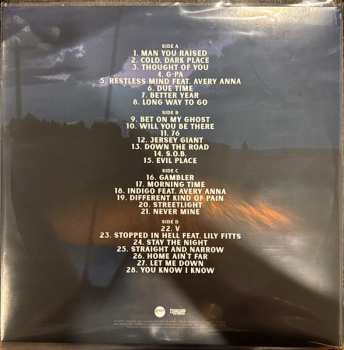 SIDE A
1. MAN YOU RAISED
2. COLD, DARK PLACE
3. THOUGHT OF YOU
4. G-PA
5. RESTLESS MIND FEAT. AVERY ANNA
6. DUE TIME
7. BETTER YEAR
8. LONG WAY TO GO
SIDE B
9. BET ON MY GHOST
10. WILL YOU BE THERE
11. 76
12. JERSEY GIANT
13. DOWN THE ROAD
14. S.O.B.
15. EVIL PLACE
SIDE C
16. GAMBLER
17. MORNING TIME
18. INDIGO FEAT. AVERY ANNA
19. DIFFERENT KIND OF PAIN
20. STREETLIGHT
21. NEVER MINE
SIDE D
22. V
23. STOPPED IN HELL FEAT. LILY FITTS
24. STAY THE NIGHT
25. STRAIGHT AND NARROW
26. HOME AIN'T FAR
27. LET ME DOWN
28. YOU KNOW I KNOW